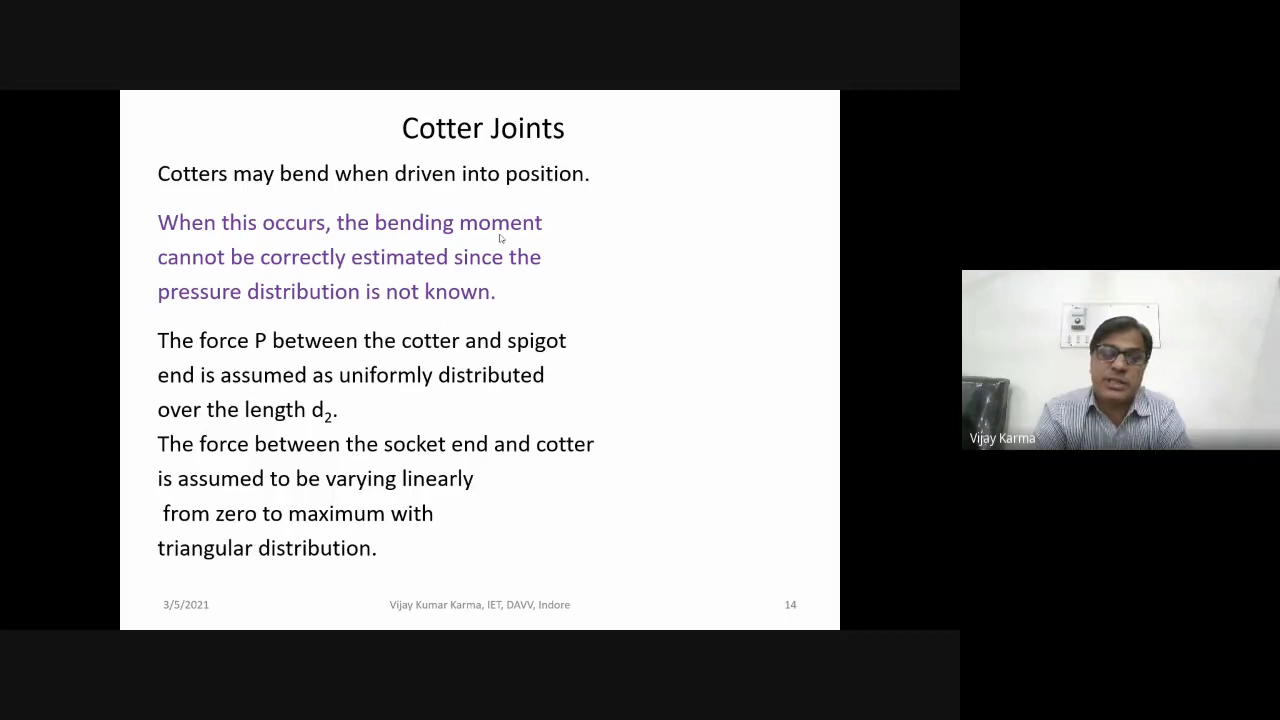 Cotter Joints
Cotters may bend when driven into position.
When this occurs, the bending moment
cannot be correctly estimated since the
pressure distribution is not known.
The force P between the cotter and spigot
end is assumed as uniformly distributed
over the length d₂.
The force between the socket end and cotter
is assumed to be varying linearly
from zero to maximum with
triangular distribution.
3/5/2021
Vijay Kumar Karma, IET, DAVV, Indore
14
Vijay Karma